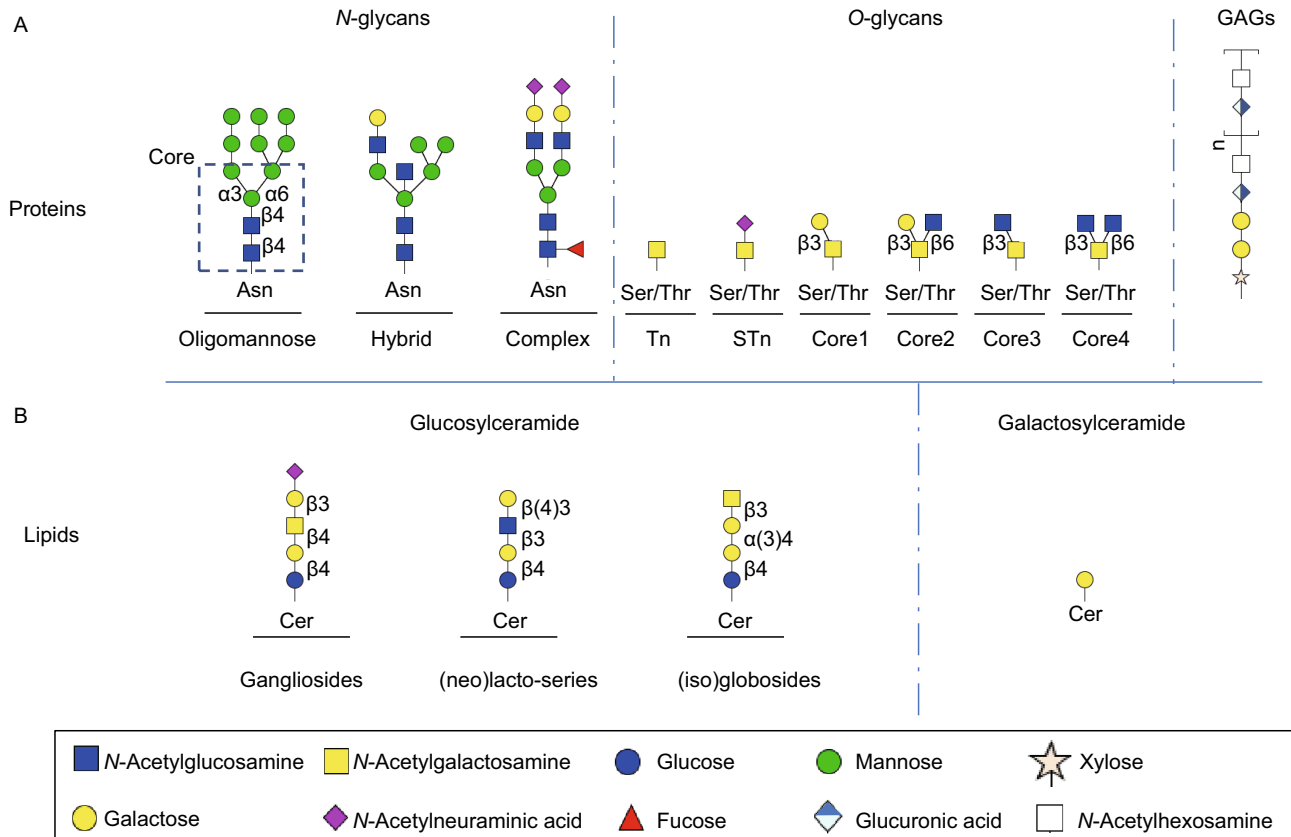 A
N-glycans
O-glycans
GAGs
n
Core
α3 α6
β4
β4
β3
β3 β6
β3
β3 β6
Proteins
Asn Asn Asn Ser/Thr Ser/Thr Ser/Thr Ser/Thr Ser/Thr Ser/Thr
Oligomannose Hybrid Complex Tn STn Core1 Core2 Core3 Core4
B
Glucosylceramide
Galactosylceramide
Lipids
β3
β4
β4
β(4)3
β3
β4
β3
α(3)4
β4
Cer Cer Cer Cer
Gangliosides (neo)lacto-series (iso)globosides
N-Acetylglucosamine N-Acetylgalactosamine Glucose Mannose Xylose
Galactose N-Acetylneuraminic acid Fucose Glucuronic acid N-Acetylhexosamine